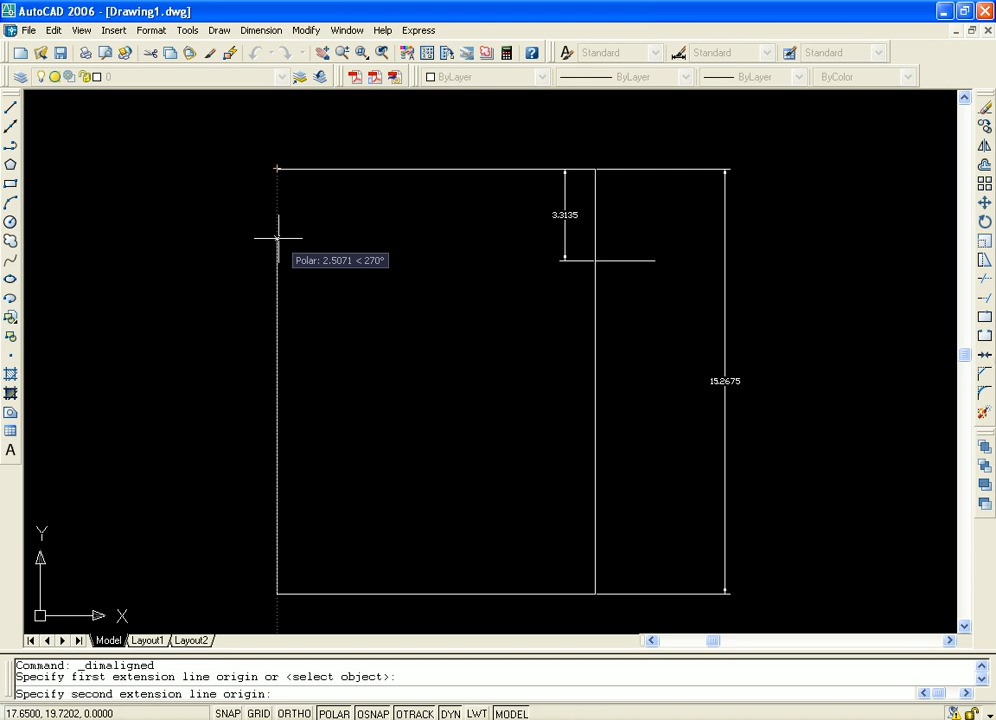 AutoCAD 2006 - [Drawing1.dwg]
File Edit View Insert Format Tools Draw Dimension Modify Window Help Express
Standard Standard Standard
0 ByLayer ByLayer ByLayer ByColor
3.3135
Polar: 2.5071 < 270°
15.2675
Y
X
A
Model Layout1 Layout2
Command: _dimaligned
Specify first extension line origin or <select object>:
Specify second extension line origin:
17.6500, 19.7202, 0.0000 SNAP GRID ORTHO POLAR OSNAP OTRACK DYN LWT MODEL